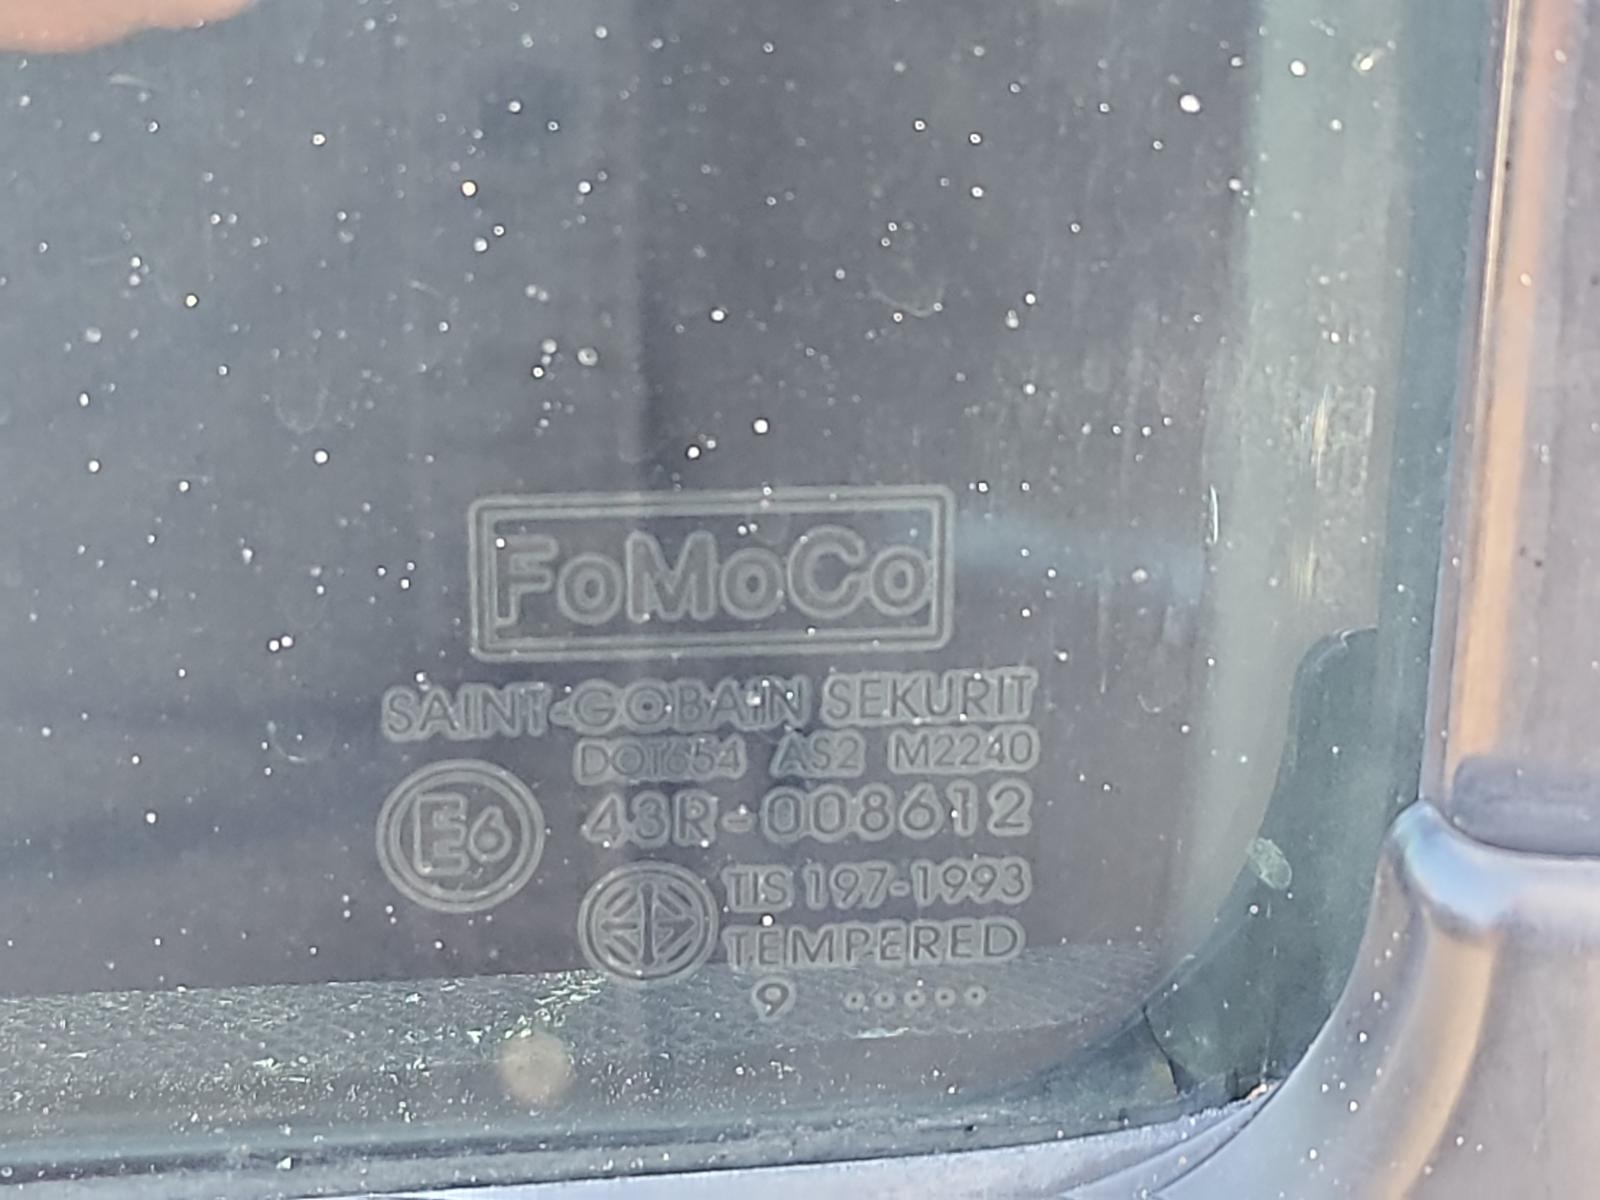 FoMoCo
SAINT-GOBAIN SEKURIT
DOT654 AS2 M2240
E6 43R-008612
TIS 197-1993
TEMPERED
9 .....